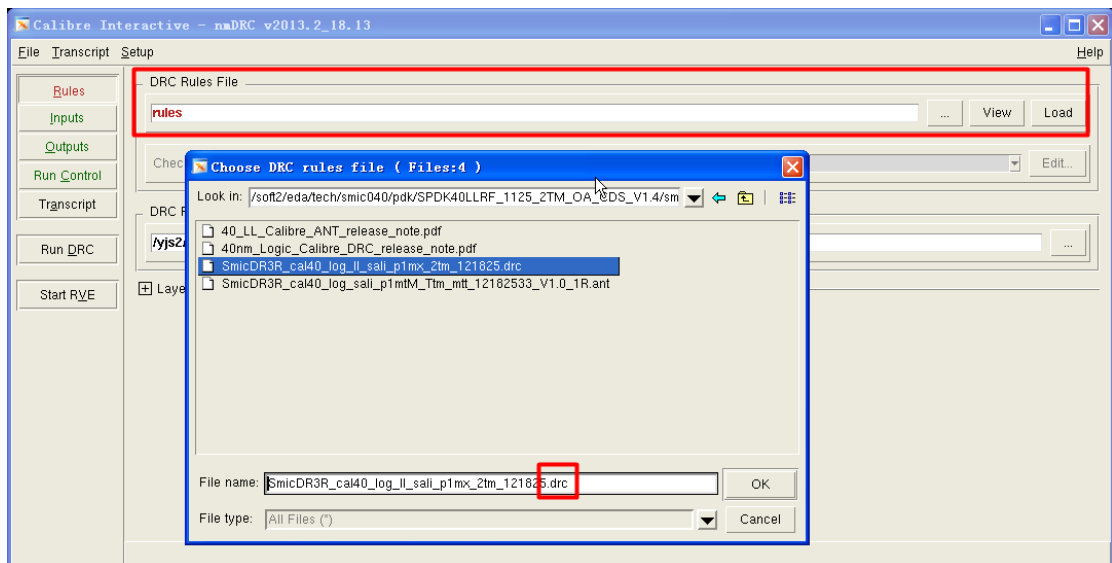 Calibre Interactive - nmDRC v2013.2_18.13
File Transcript Setup Help
Rules
Inputs
Outputs
Run Control
Transcript
Run DRC
Start RVE
DRC Rules File
rules ... View Load
Chec Edit...
DRC R
/yjs2/ ...
+ Laye
Choose DRC rules file ( Files:4 )
Look in: /soft2/eda/tech/smic040/pdk/SPDK40LLRF_1125_2TM_OA_CDS_V1.4/sm
40_LL_Calibre_ANT_release_note.pdf
40nm_Logic_Calibre_DRC_release_note.pdf
SmicDR3R_cal40_log_ll_sali_p1mx_2tm_121825.drc
SmicDR3R_cal40_log_sali_p1mtM_Ttm_mtt_12182533_V1.0_1R.ant
File name: SmicDR3R_cal40_log_ll_sali_p1mx_2tm_121825.drc OK
File type: All Files (*) Cancel